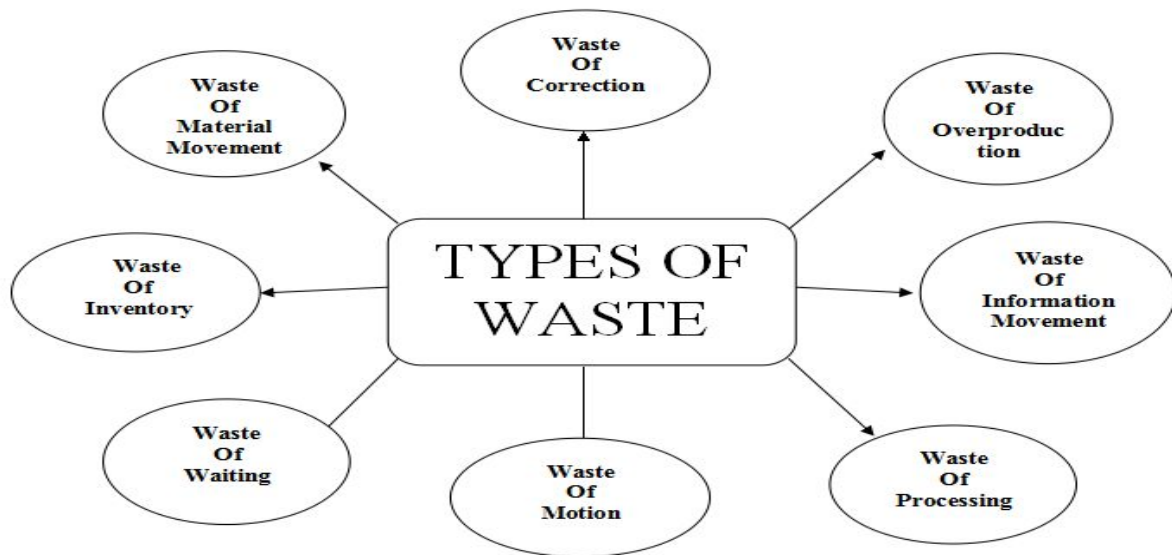 Waste
Of
Correction
Waste
Of
Material
Movement
Waste
Of
Overproduc
tion
TYPES OF
WASTE
Waste
Of
Inventory
Waste
Of
Information
Movement
Waste
Of
Waiting
Waste
Of
Motion
Waste
Of
Processing